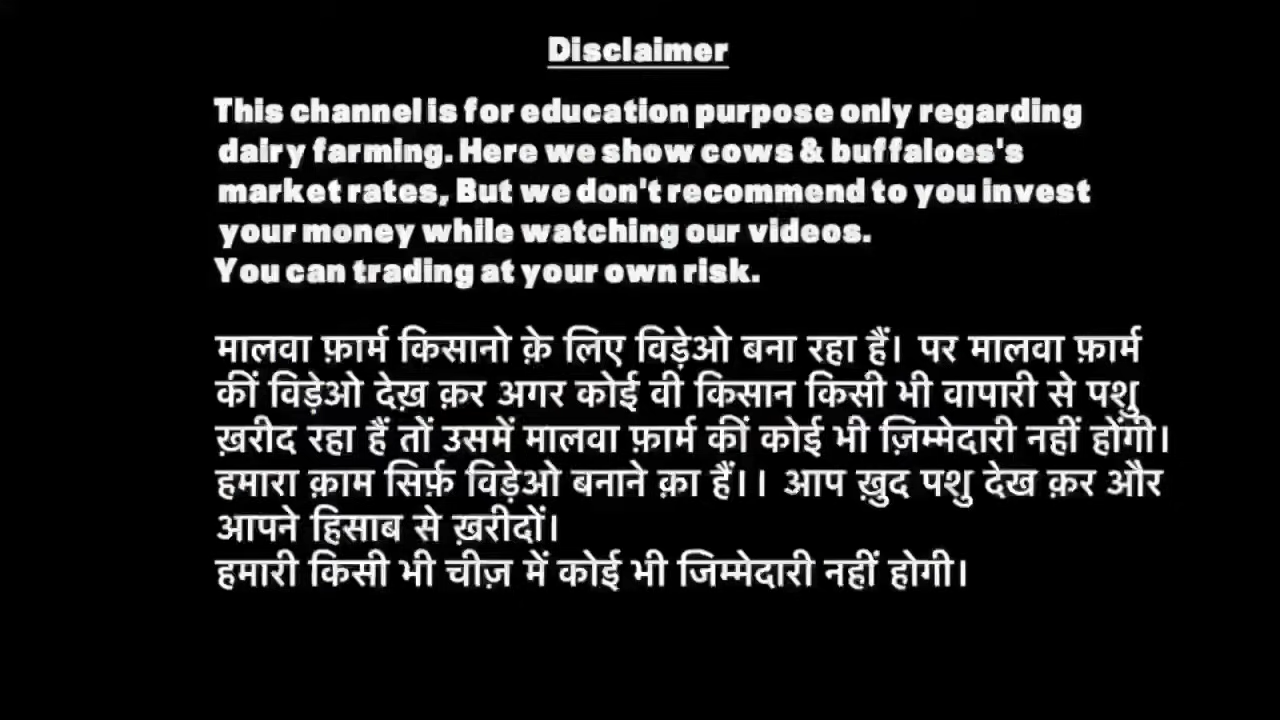 Disclaimer
This channel is for education purpose only regarding
dairy farming. Here we show cows & buffaloes's
market rates, But we don't recommend to you invest
your money while watching our videos.
You can trading at your own risk.
मालवा फ़ार्म किसानो क़े लिए विड़ेओ बना रहा हैं। पर मालवा फ़ार्म
कीं विड़ेओ देख़ क़र अगर कोई वी किसान किसी भी वापारी से पशु
ख़रीद रहा हैं तों उसमें मालवा फ़ार्म कीं कोई भी ज़िम्मेदारी नहीं होंगी।
हमारा क़ाम सिर्फ़ विड़ेओ बनाने क़ा हैं।। आप ख़ुद पशु देख क़र और
आपने हिसाब से ख़रीदों।
हमारी किसी भी चीज़ में कोई भी जिम्मेदारी नहीं होगी।